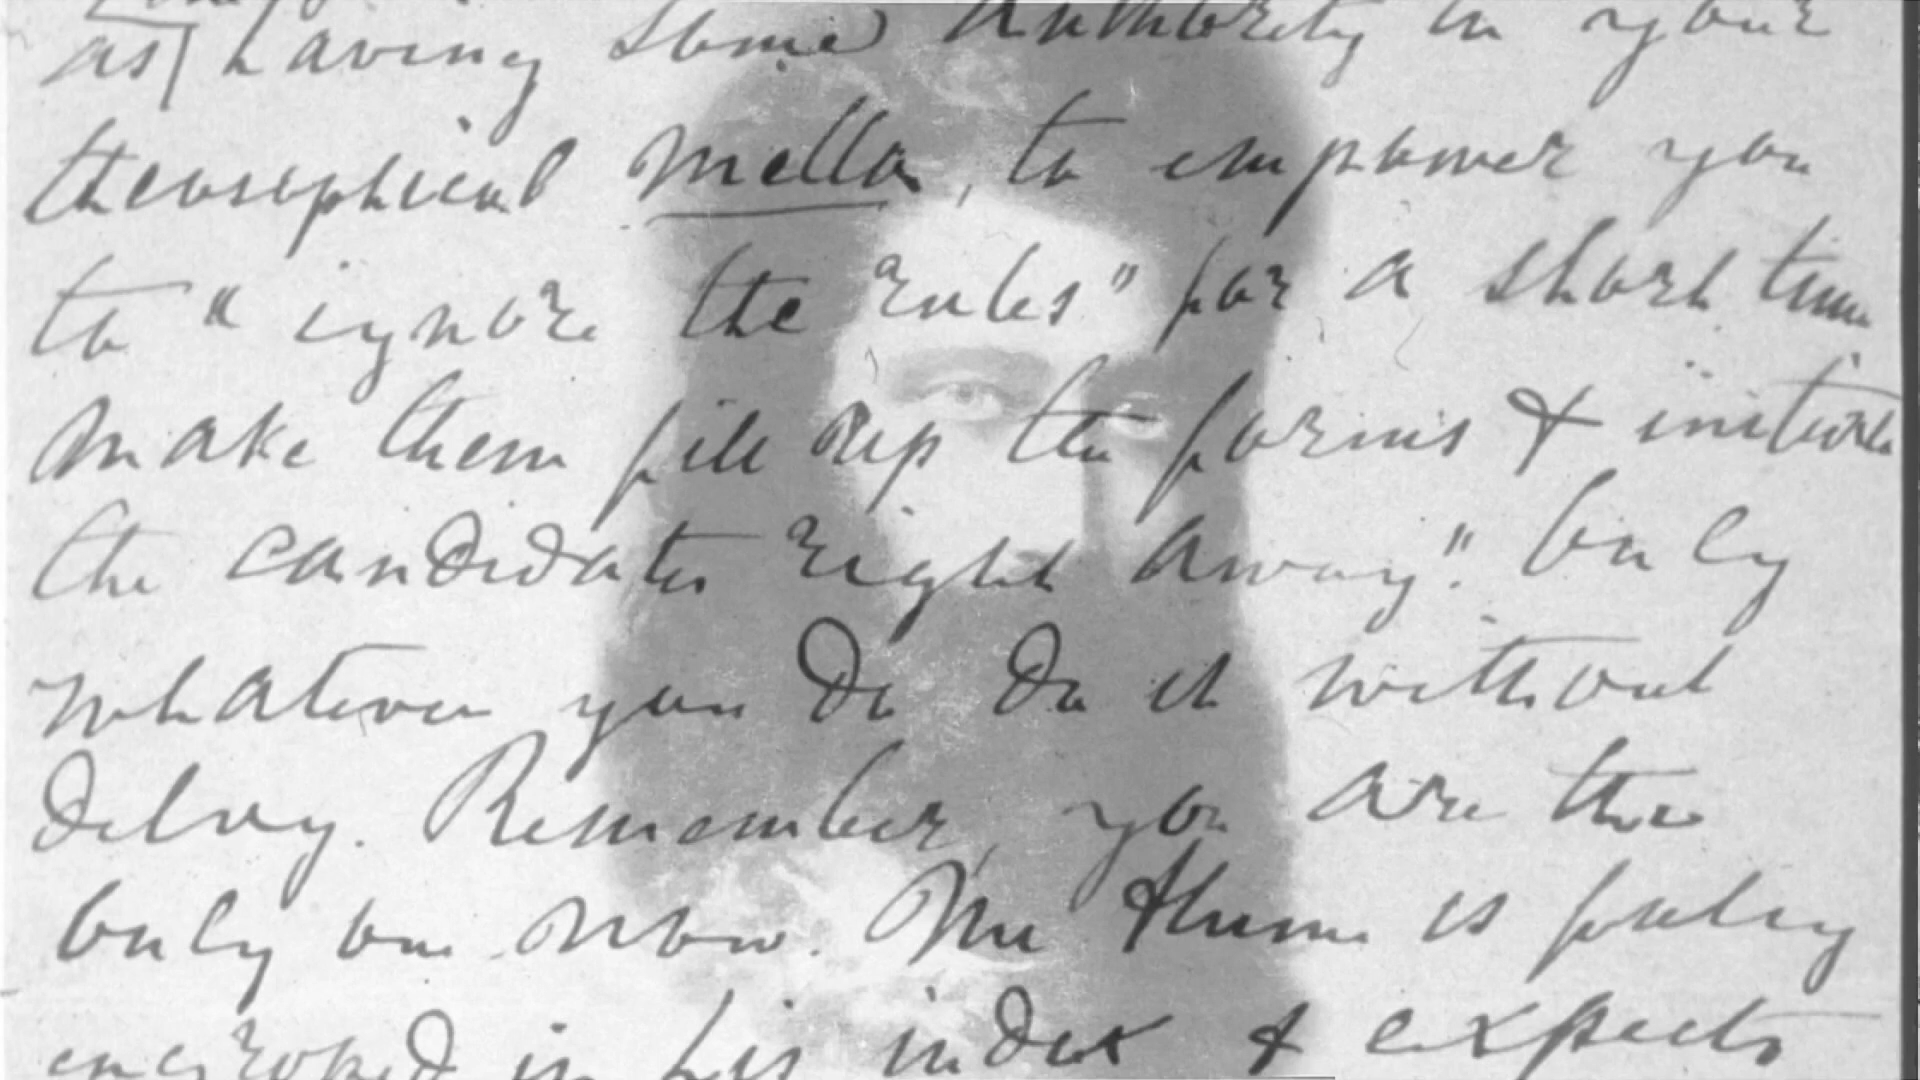 as having some authority in your
theosophical mella, to empower you
to "ignore the rules" for a short time
make them fill up the forms & initiate
the candidates right away". Only
whatever you do do it without
delay. Remember, you are the
only one now. Mr Hume is fully
engrossed in his index & expects